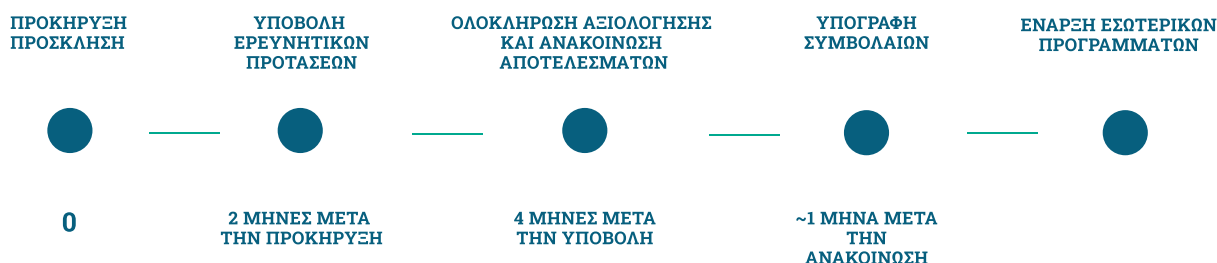 ΠΡΟΚΗΡΥΞΗ
ΠΡΟΣΚΛΗΣΗ
ΥΠΟΒΟΛΗ
ΕΡΕΥΝΗΤΙΚΩΝ
ΠΡΟΤΑΣΕΩΝ
ΟΛΟΚΛΗΡΩΣΗ ΑΞΙΟΛΟΓΗΣΗΣ
ΚΑΙ ΑΝΑΚΟΙΝΩΣΗ
ΑΠΟΤΕΛΕΣΜΑΤΩΝ
ΥΠΟΓΡΑΦΗ
ΣΥΜΒΟΛΑΙΩΝ
ΕΝΑΡΞΗ ΕΣΩΤΕΡΙΚΩΝ
ΠΡΟΓΡΑΜΜΑΤΩΝ
0
2 ΜΗΝΕΣ ΜΕΤΑ
ΤΗΝ ΠΡΟΚΗΡΥΞΗ
4 ΜΗΝΕΣ ΜΕΤΑ
ΤΗΝ ΥΠΟΒΟΛΗ
~1 ΜΗΝΑ ΜΕΤΑ
ΤΗΝ
ΑΝΑΚΟΙΝΩΣΗ